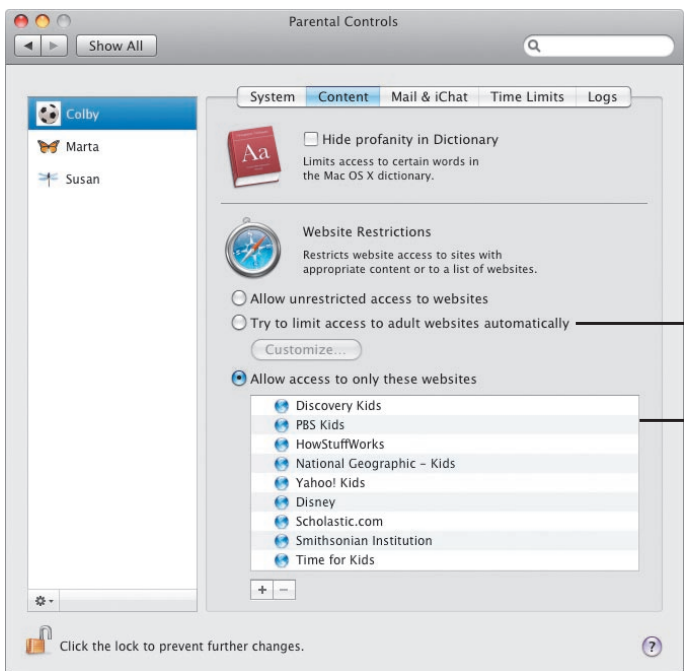 Parental Controls
Show All
System Content Mail & iChat Time Limits Logs
Colby
Marta
Susan
Aa
Hide profanity in Dictionary
Limits access to certain words in
the Mac OS X dictionary.
Website Restrictions
Restricts website access to sites with
appropriate content or to a list of websites.
Allow unrestricted access to websites
Try to limit access to adult websites automatically
Customize...
Allow access to only these websites
Discovery Kids
PBS Kids
HowStuffWorks
National Geographic – Kids
Yahoo! Kids
Disney
Scholastic.com
Smithsonian Institution
Time for Kids
+ −
Click the lock to prevent further changes.
?